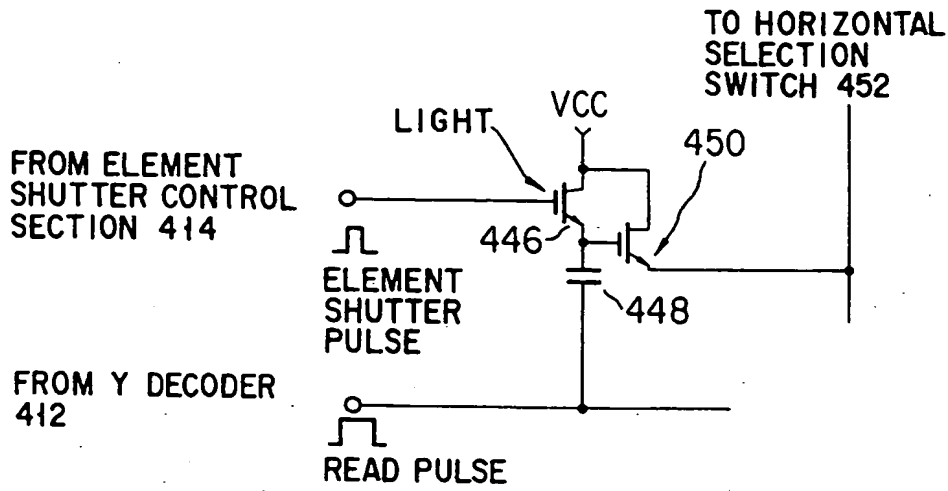 TO HORIZONTAL
SELECTION
SWITCH 452
VCC
LIGHT
450
FROM ELEMENT
SHUTTER CONTROL
SECTION 414
446
ELEMENT
SHUTTER
PULSE
448
FROM Y DECODER
412
READ PULSE